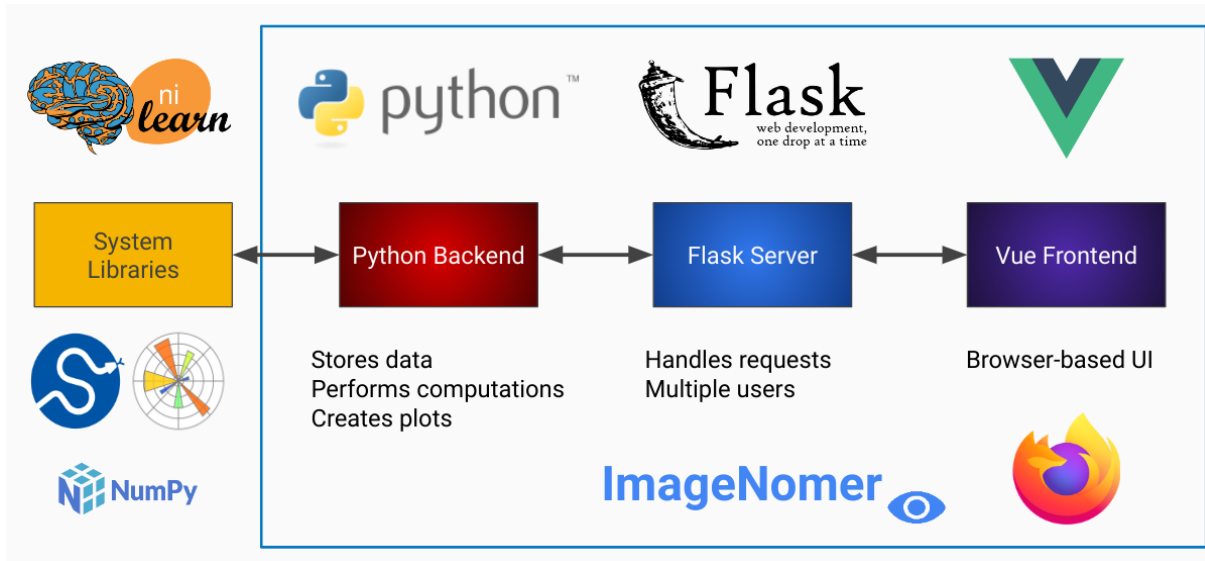 ni
learn
python™
Flask
web development,
one drop at a time
System
Libraries
Python Backend
Flask Server
Vue Frontend
Stores data
Performs computations
Creates plots
Handles requests
Multiple users
Browser-based UI
NumPy
ImageNomer